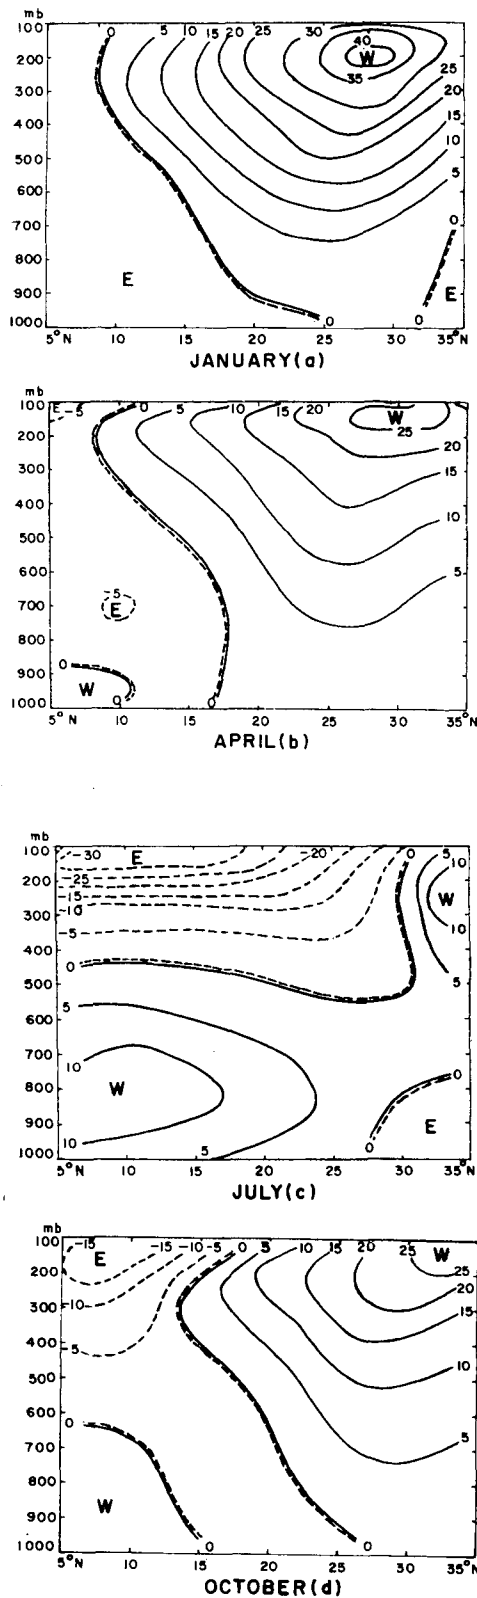 mb
100 0 5 10 15 20 25 30
40
200 W 25
35 20
300
15
400
10
500
5
600
700 0
800
E
900 E
1000 0 0
5°N 10 15 20 25 30 35°N
JANUARY(a)
mb
100 E -5 0 5 10 15 20
W
25
200 20
300 15
400 10
500
600 5
-5
700 E
800
900 0
W
1000 0 0
5°N 10 15 20 25 30 35°N
APRIL(b)
mb
100 -30 E -20 0 5 10
200 -25
-15 W
300 -10
-5 10
400
0 5
500
5
600
700
10
800 W 0
900 E
10
1000 5 0
5°N 10 15 20 25 30 35°N
JULY(c)
mb
100 -15 -15 -10 -5 0 5 10 15 20 25 W
E 25
200 20
300 -10 15
400 -5
10
500
5
600 0
700
800 W
900
1000 0 0
5°N 10 15 20 25 30 35°N
OCTOBER(d)